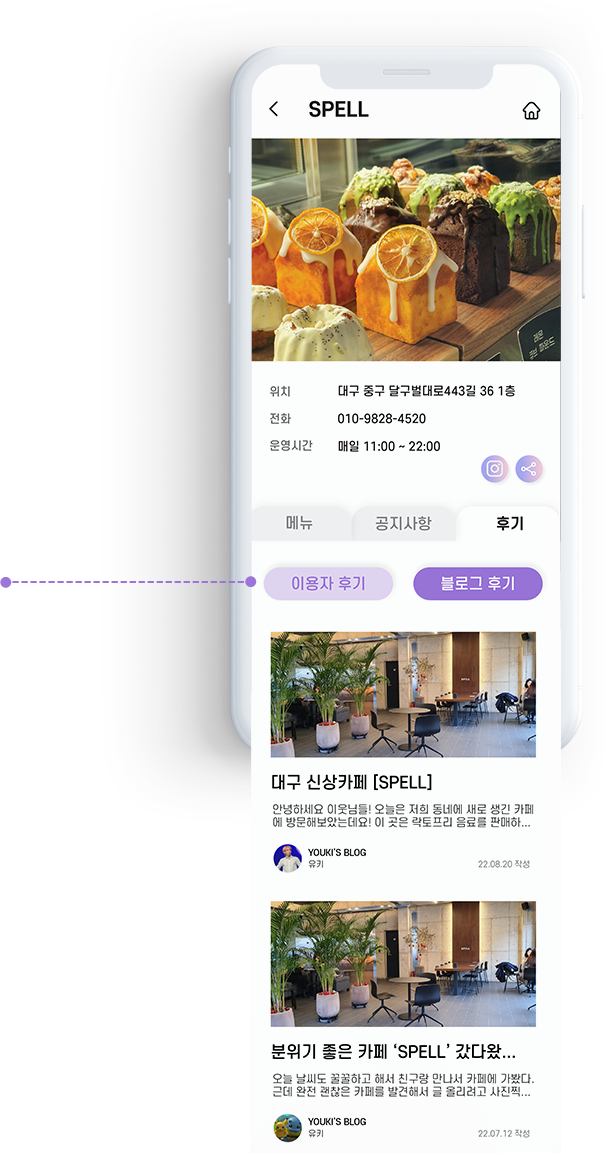 SPELL
레몬
위치 대구 중구 달구벌대로443길 36 1층
전화 010-9828-4520
운영시간 매일 11:00 ~ 22:00
메뉴 공지사항 후기
이용자 후기 블로그 후기
SPELL
대구 신상카페 [SPELL]
안녕하세요 이웃님들! 오늘은 저희 동네에 새로 생긴 카페
에 방문해보았는데요! 이 곳은 락토프리 음료를 판매하...
YOUKI'S BLOG
유키 22.08.20 작성
SPELL
분위기 좋은 카페 ‘SPELL’ 갔다왔...
오늘 날씨도 꿀꿀하고 해서 친구랑 만나서 카페에 가봤다.
근데 완전 괜찮은 카페를 발견해서 글 올리려고 사진찍...
YOUKI'S BLOG
유키 22.07.12 작성